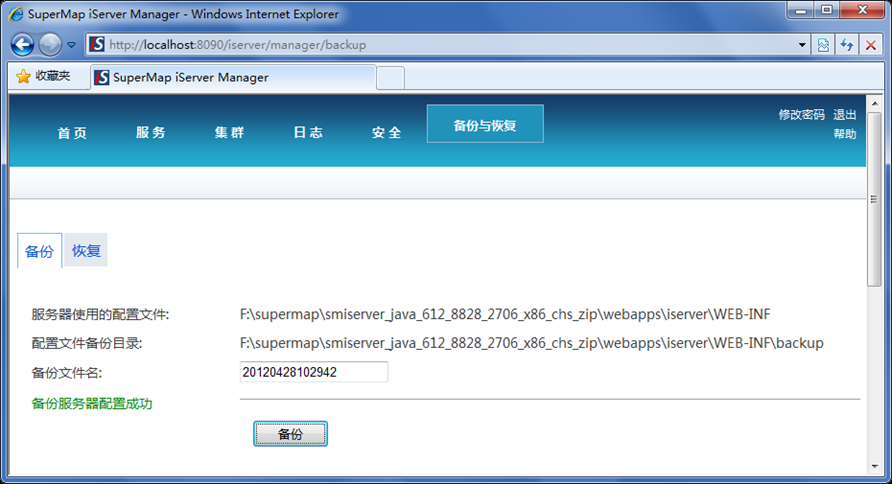 SuperMap iServer Manager - Windows Internet Explorer
http://localhost:8090/iserver/manager/backup
收藏夹 SuperMap iServer Manager
首页 服务 集群 日志 安全 备份与恢复
修改密码 退出
帮助
备份 恢复
服务器使用的配置文件: F:\supermap\smiserver_java_612_8828_2706_x86_chs_zip\webapps\iserver\WEB-INF
配置文件备份目录: F:\supermap\smiserver_java_612_8828_2706_x86_chs_zip\webapps\iserver\WEB-INF\backup
备份文件名: 20120428102942
备份服务器配置成功
备份